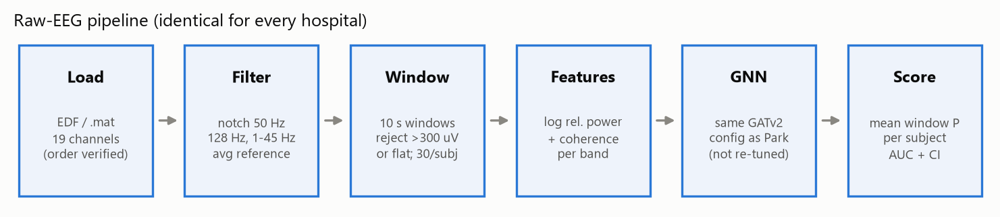 Raw-EEG pipeline (identical for every hospital)
Load
EDF / .mat
19 channels
(order verified)
Filter
notch 50 Hz
128 Hz, 1-45 Hz
avg reference
Window
10 s windows
reject >300 uV
or flat; 30/subj
Features
log rel. power
+ coherence
per band
GNN
same GATv2
config as Park
(not re-tuned)
Score
mean window P
per subject
AUC + CI